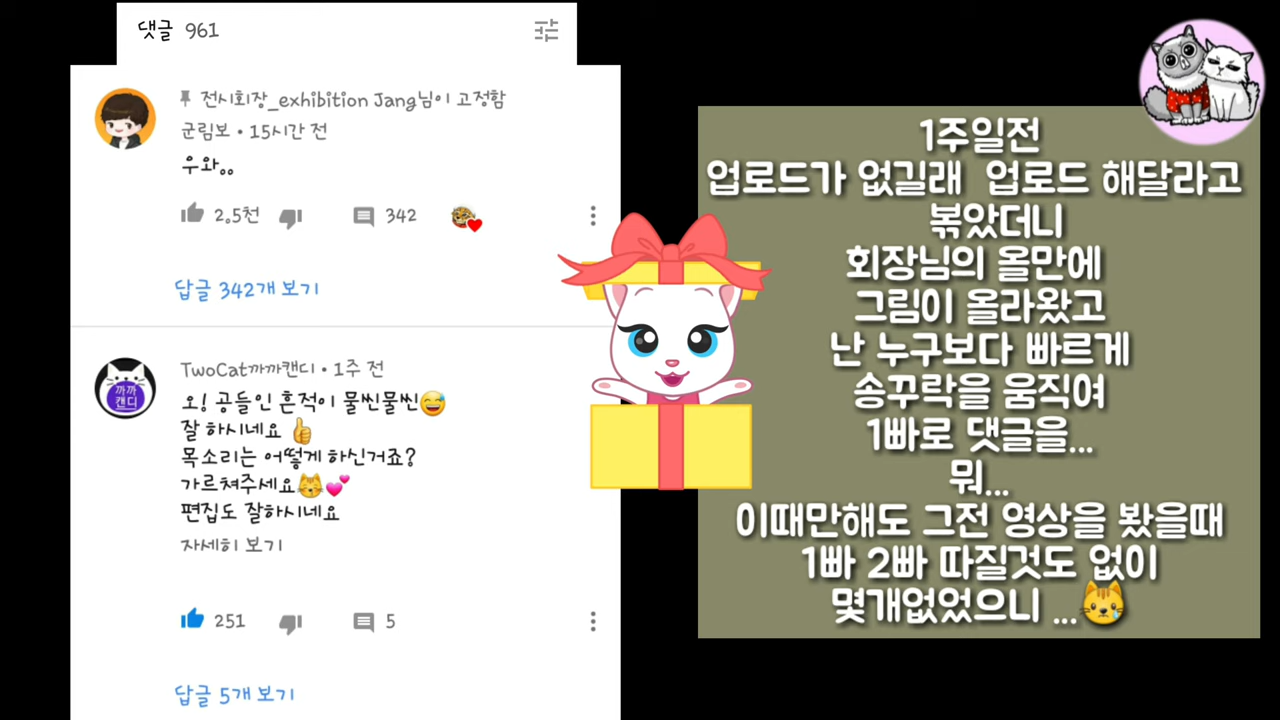 댓글 961
전시회장_exhibition Jang님이 고정함
군림보 • 15시간 전
우와。。
2.5천
342
답글 342개 보기
TwoCat까까캔디 • 1주 전
오! 공들인 흔적이 물씬물씬😅
잘 하시네요 👍
목소리는 어떻게 하신거죠?
가르쳐주세요😸💕
편집도 잘하시네요
자세히 보기
251
5
답글 5개 보기
까까
캔디
1주일전
업로드가 없길래 업로드 해달라고
볶았더니
회장님의 올만에
그림이 올라왔고
난 누구보다 빠르게
송꾸락을 움직여
1빠로 댓글을...
뭐...
이때만해도 그전 영상을 봤을때
1빠 2빠 따질것도 없이
몇개없었으니 ...😿